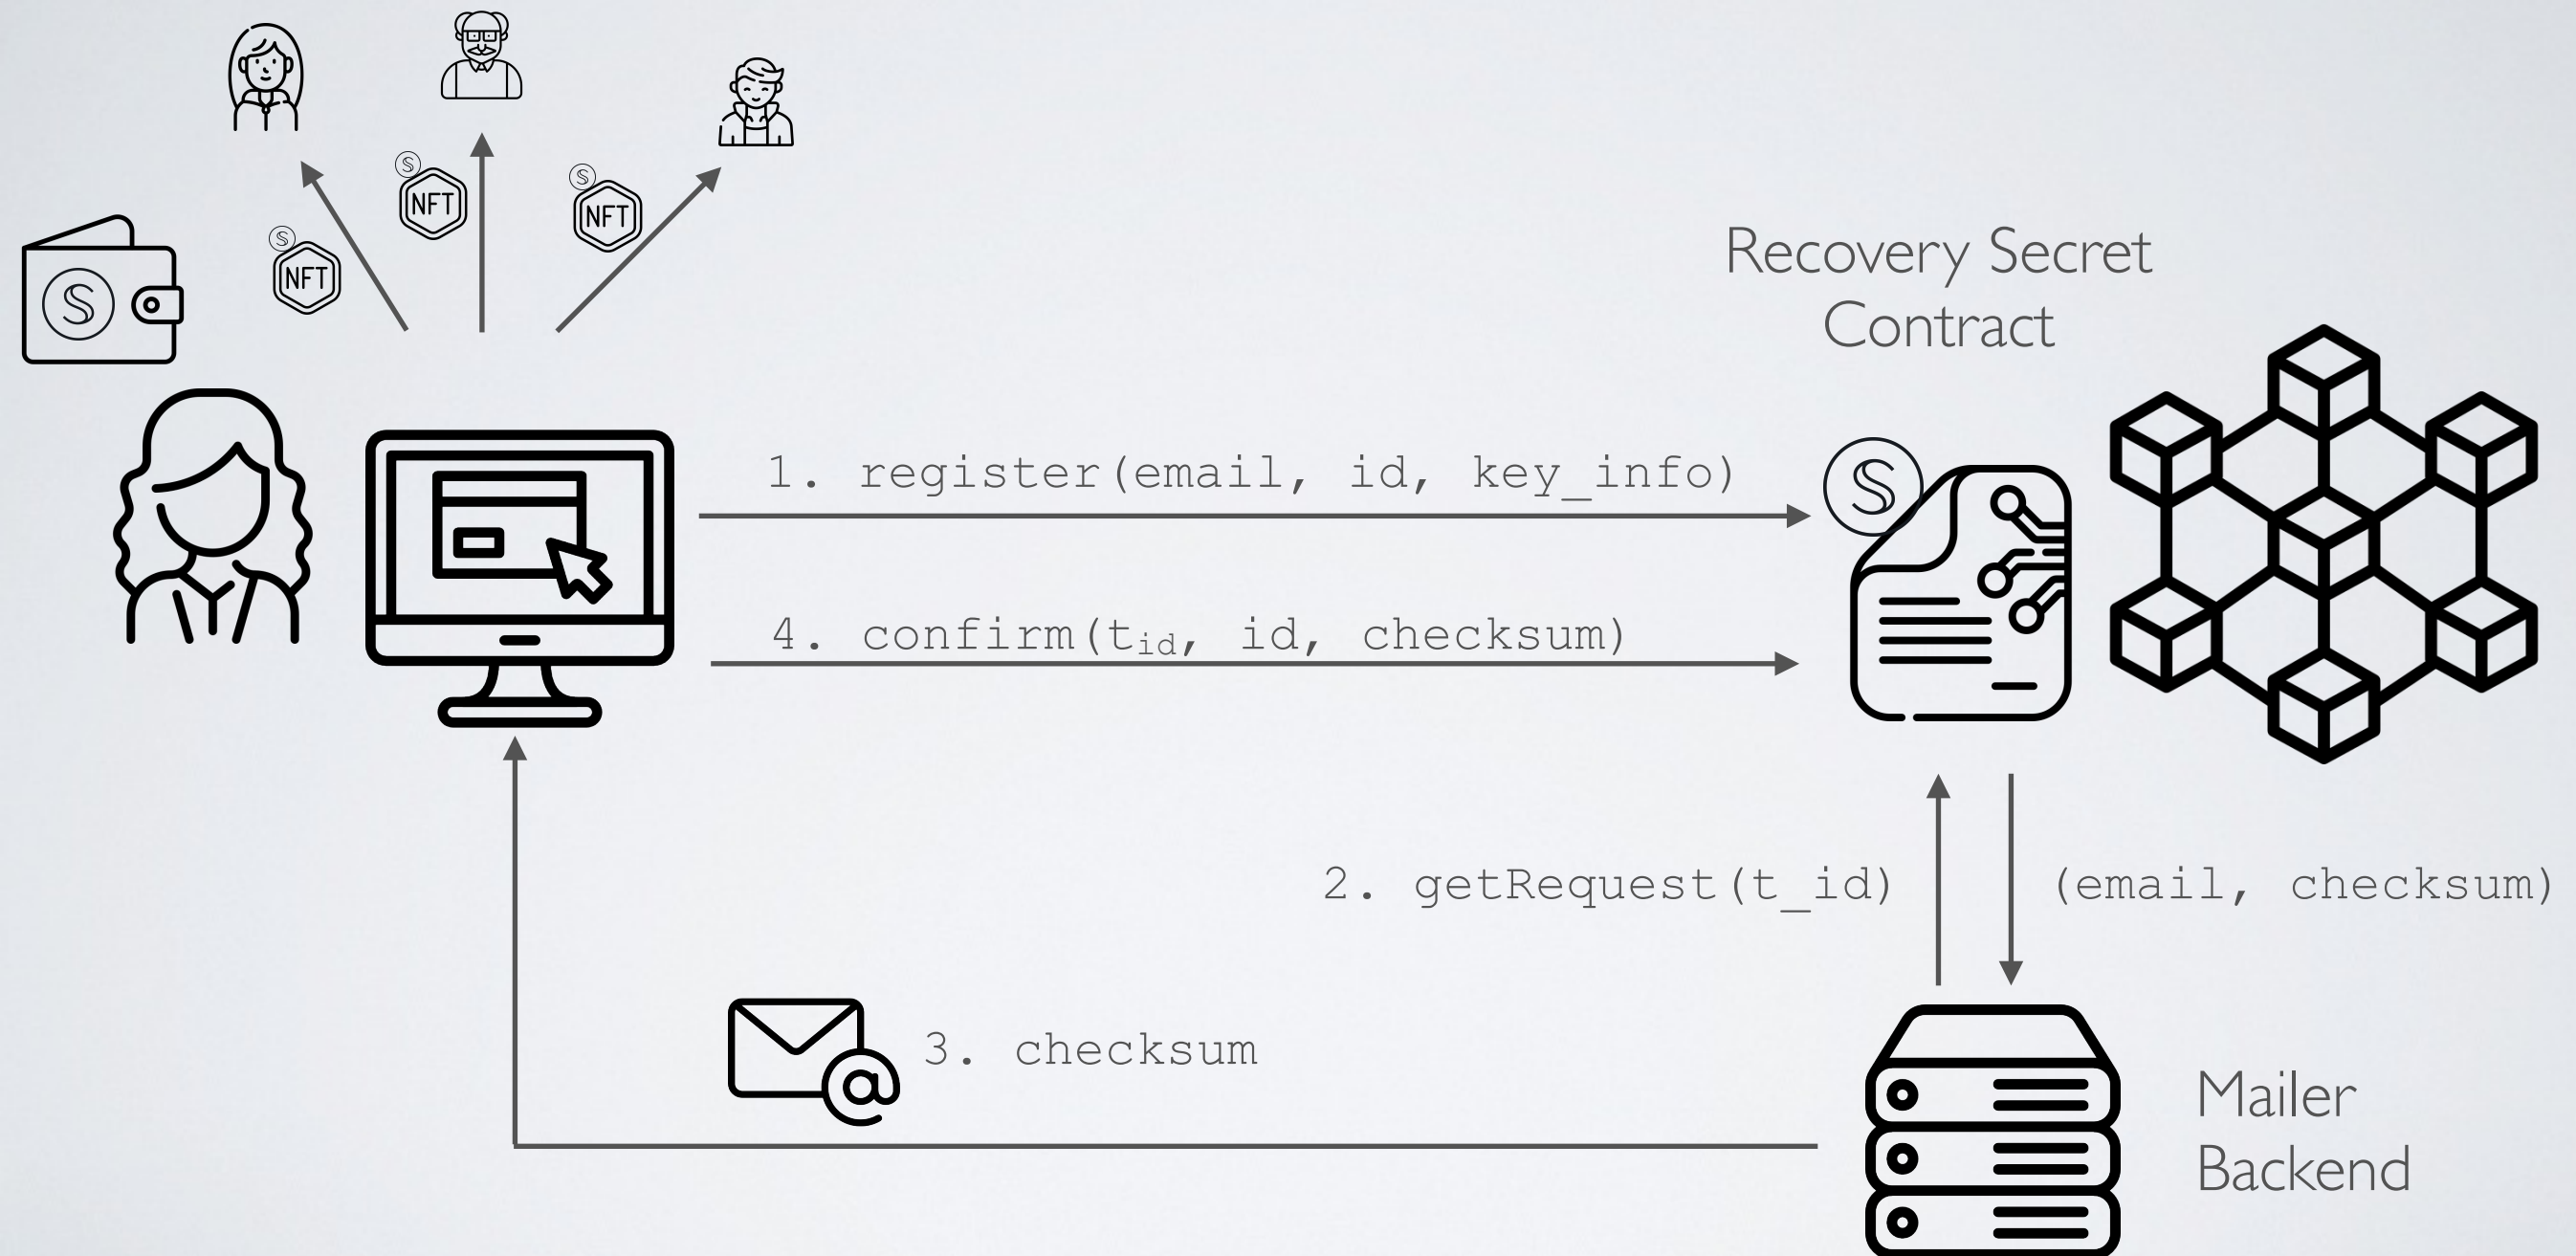 NFT
NFT
NFT
S
S
S
S
Recovery Secret
Contract
S
1. register(email, id, key_info)
4. confirm(tid, id, checksum)
2. getRequest(t_id)
(email, checksum)
@
3. checksum
Mailer
Backend